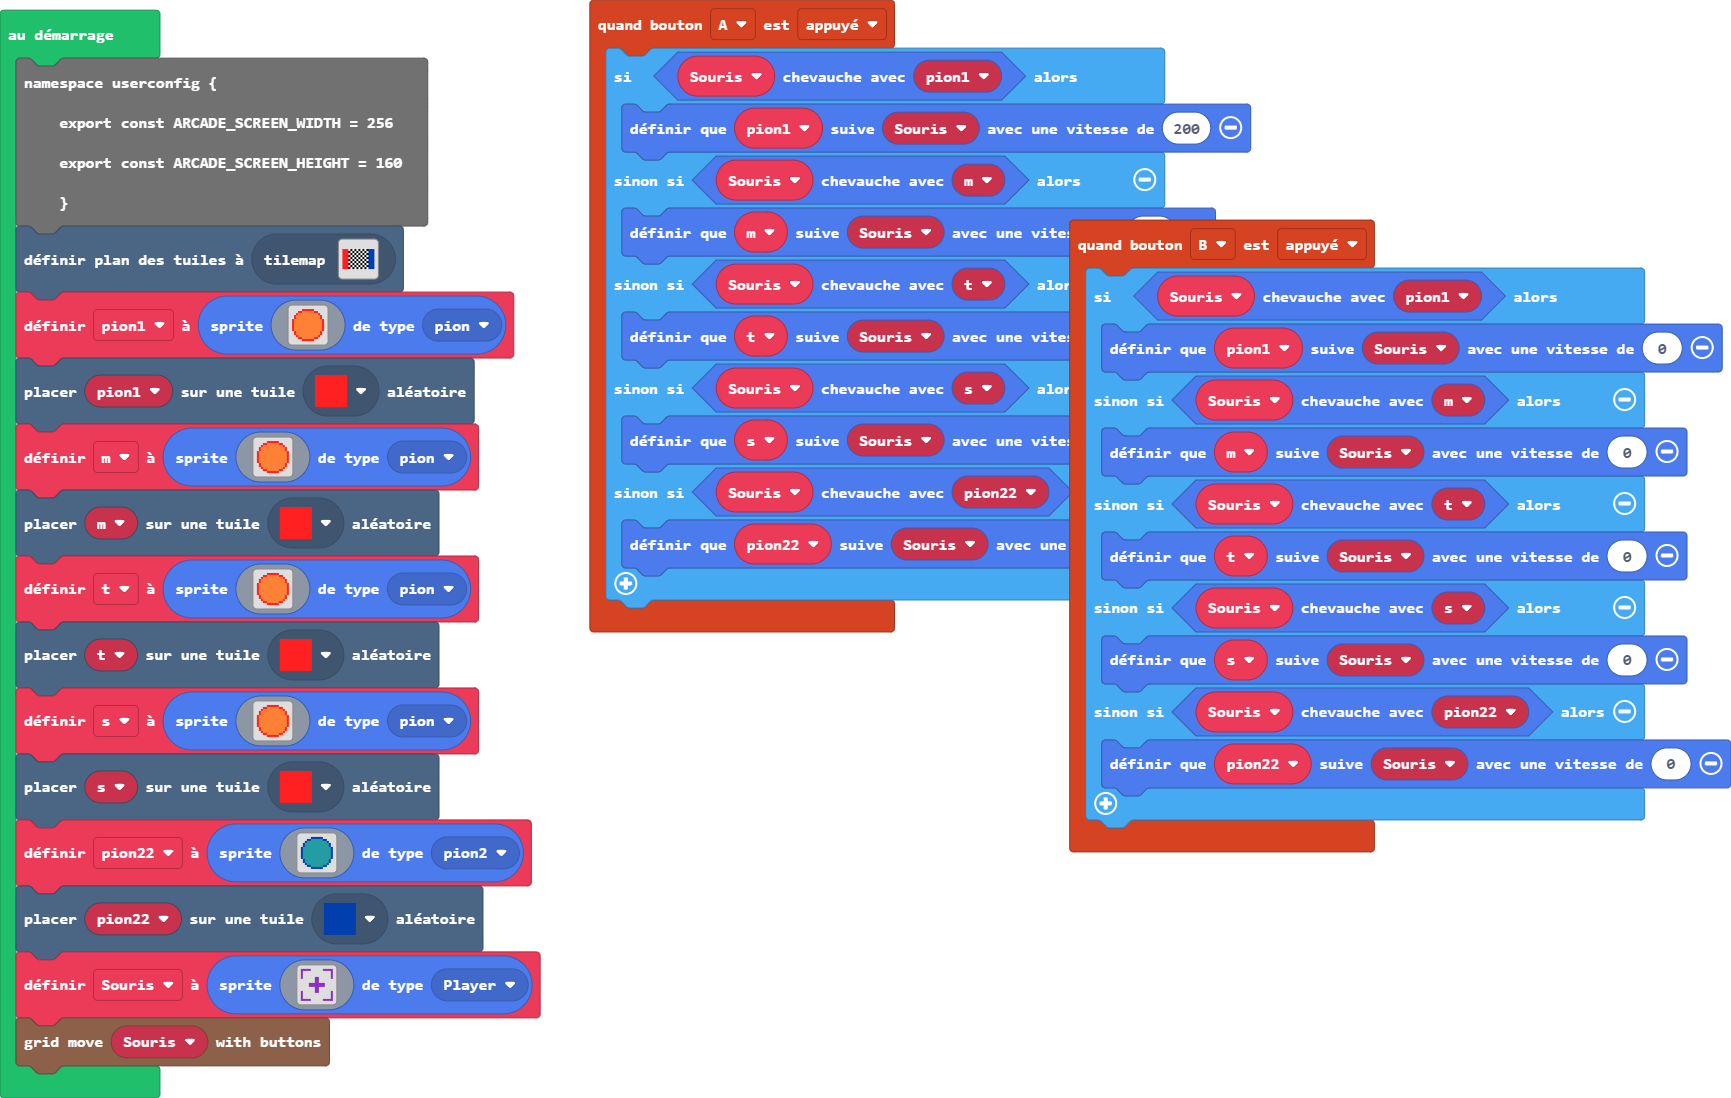 au démarrage
namespace userconfig {
export const ARCADE_SCREEN_WIDTH = 256
export const ARCADE_SCREEN_HEIGHT = 160
}
définir plan des tuiles à tilemap
définir pion1 à sprite de type pion
placer pion1 sur une tuile aléatoire
définir m à sprite de type pion
placer m sur une tuile aléatoire
définir t à sprite de type pion
placer t sur une tuile aléatoire
définir s à sprite de type pion
placer s sur une tuile aléatoire
définir pion22 à sprite de type pion2
placer pion22 sur une tuile aléatoire
définir Souris à sprite de type Player
grid move Souris with buttons
quand bouton A est appuyé
si Souris chevauche avec pion1 alors
définir que pion1 suive Souris avec une vitesse de 200
sinon si Souris chevauche avec m alors
définir que m suive Souris avec une vites
sinon si Souris chevauche avec t alor
définir que t suive Souris avec une vites
sinon si Souris chevauche avec s alor
définir que s suive Souris avec une vites
sinon si Souris chevauche avec pion22
définir que pion22 suive Souris avec une
quand bouton B est appuyé
si Souris chevauche avec pion1 alors
définir que pion1 suive Souris avec une vitesse de 0
sinon si Souris chevauche avec m alors
définir que m suive Souris avec une vitesse de 0
sinon si Souris chevauche avec t alors
définir que t suive Souris avec une vitesse de 0
sinon si Souris chevauche avec s alors
définir que s suive Souris avec une vitesse de 0
sinon si Souris chevauche avec pion22 alors
définir que pion22 suive Souris avec une vitesse de 0